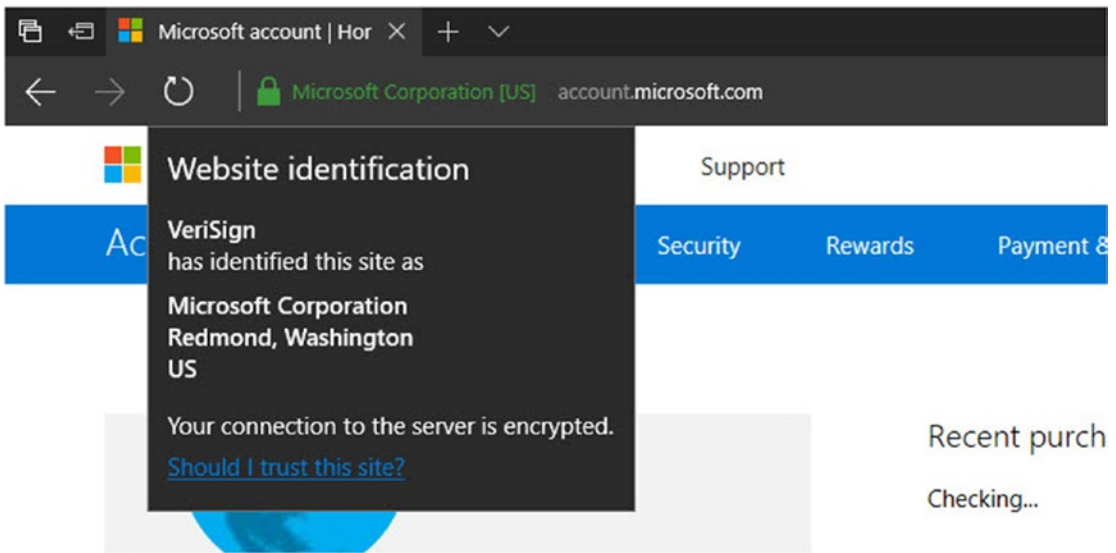 Microsoft account | Hor
Microsoft Corporation [US] account.microsoft.com
Website identification
Support
VeriSign
has identified this site as
Ac
Security Rewards Payment &
Microsoft Corporation
Redmond, Washington
US
Your connection to the server is encrypted.
Should I trust this site?
Recent purch
Checking...